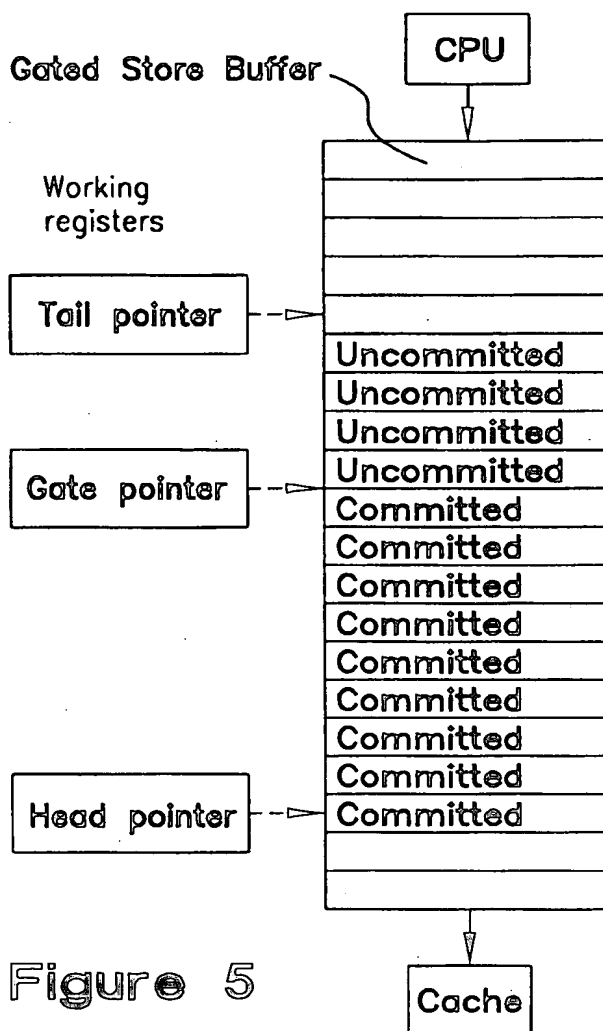 CPU
Gated Store Buffer
Working
registers
Tail pointer
Uncommitted
Uncommitted
Uncommitted
Uncommitted
Gate pointer
Committed
Committed
Committed
Committed
Committed
Committed
Committed
Committed
Head pointer
Committed
Figure 5
Cache